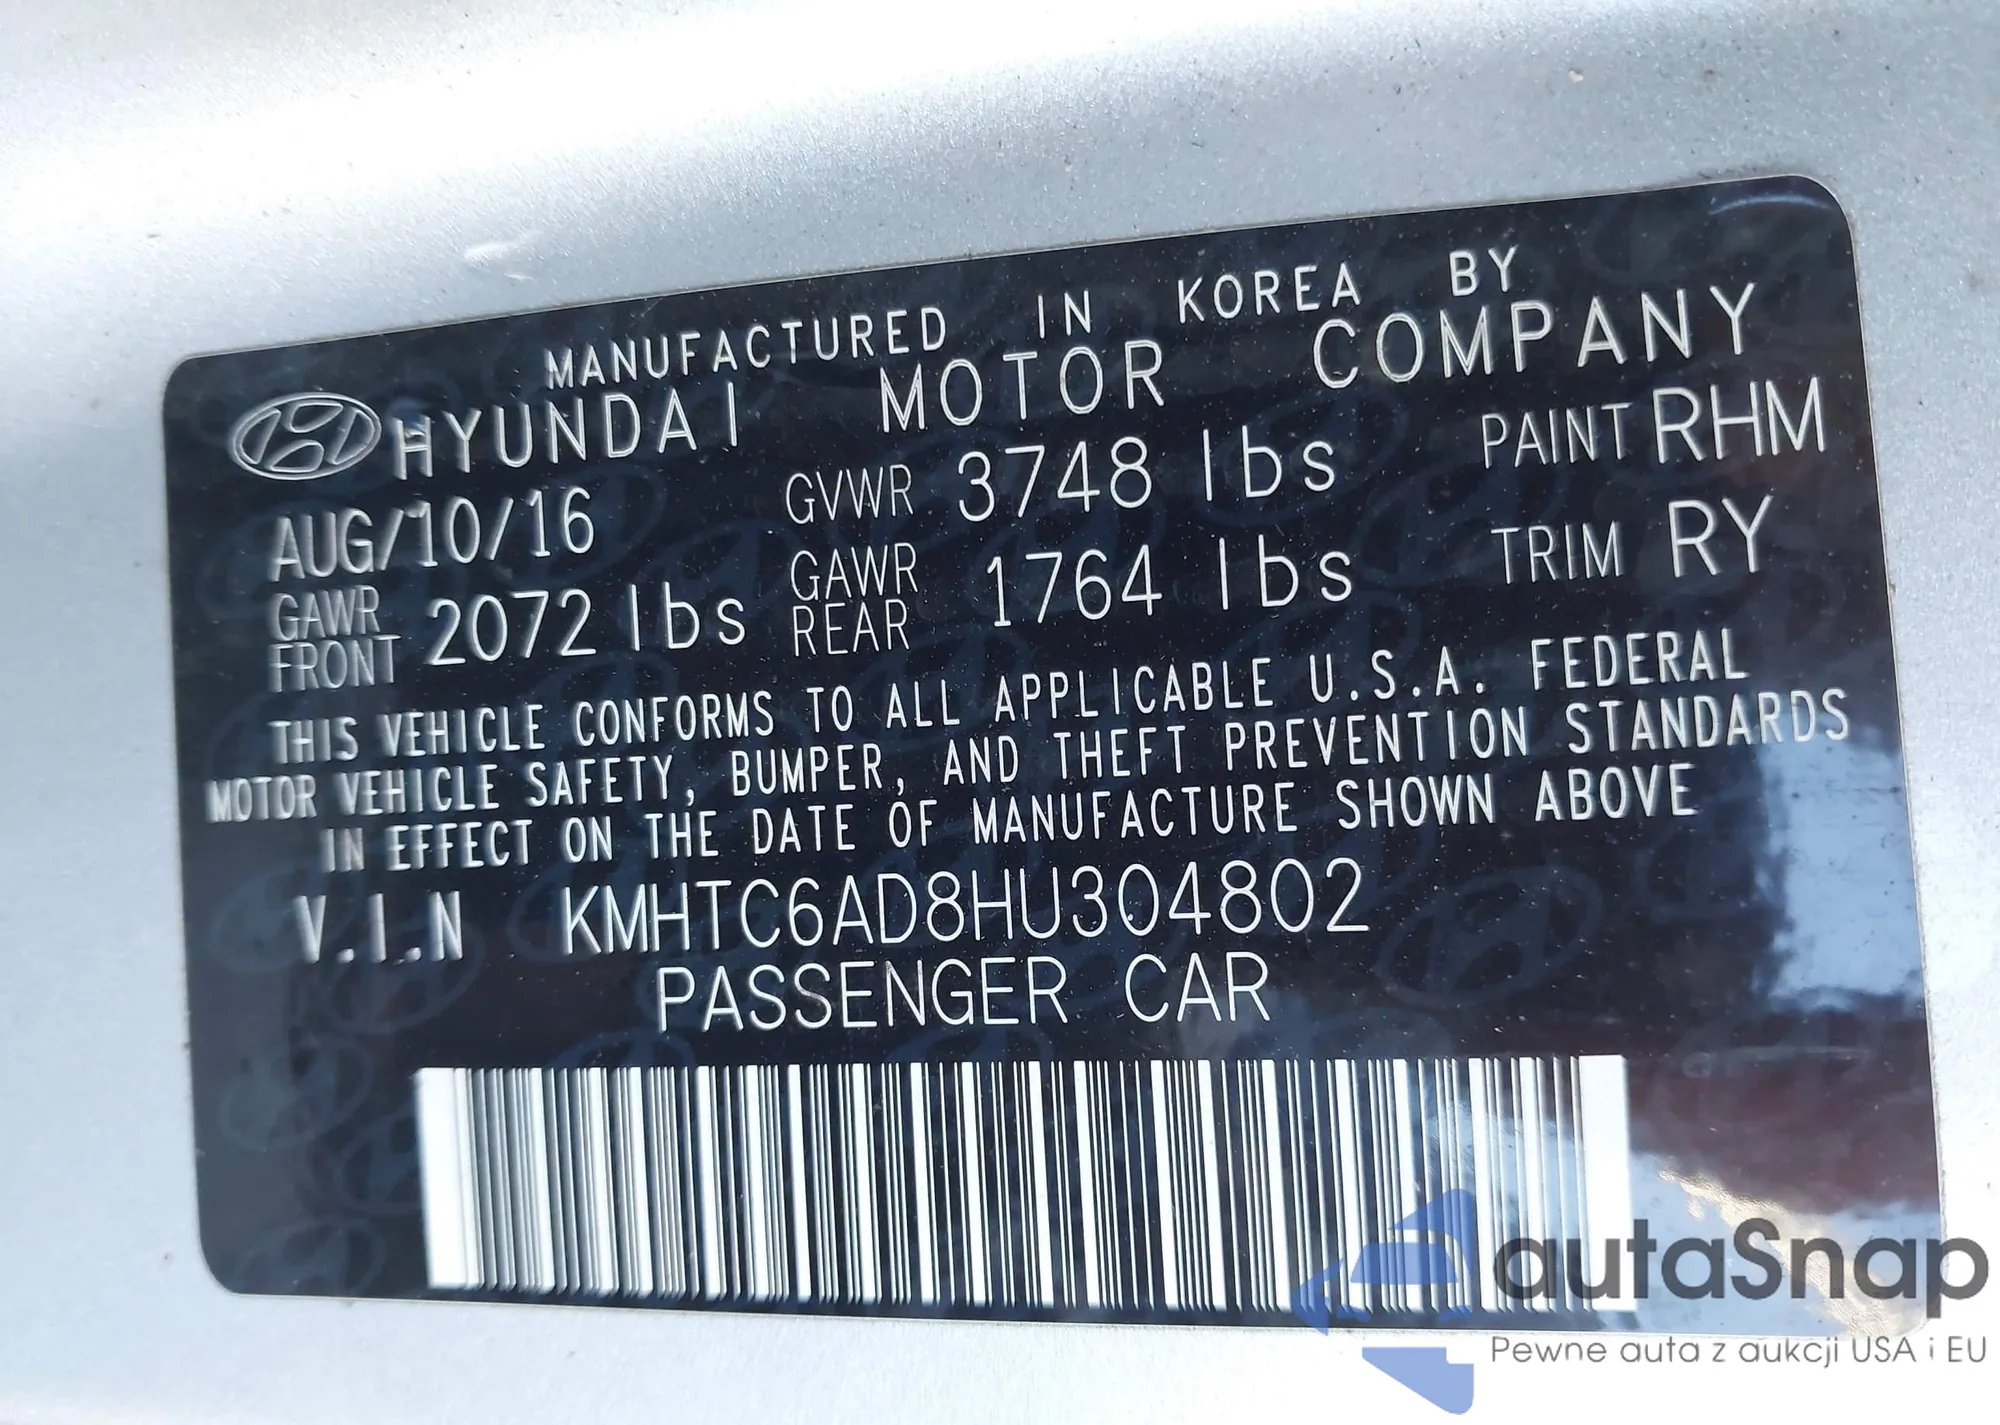 MANUFACTURED IN KOREA BY
HYUNDAI MOTOR COMPANY
AUG/10/16 GVWR 3748 lbs PAINT RHM
GAWR FRONT 2072 lbs GAWR REAR 1764 lbs TRIM RY
THIS VEHICLE CONFORMS TO ALL APPLICABLE U.S.A. FEDERAL
MOTOR VEHICLE SAFETY, BUMPER, AND THEFT PREVENTION STANDARDS
IN EFFECT ON THE DATE OF MANUFACTURE SHOWN ABOVE
V.I.N KMHTC6AD8HU304802
PASSENGER CAR
autaSnap
Pewne auta z aukcji USA i EU